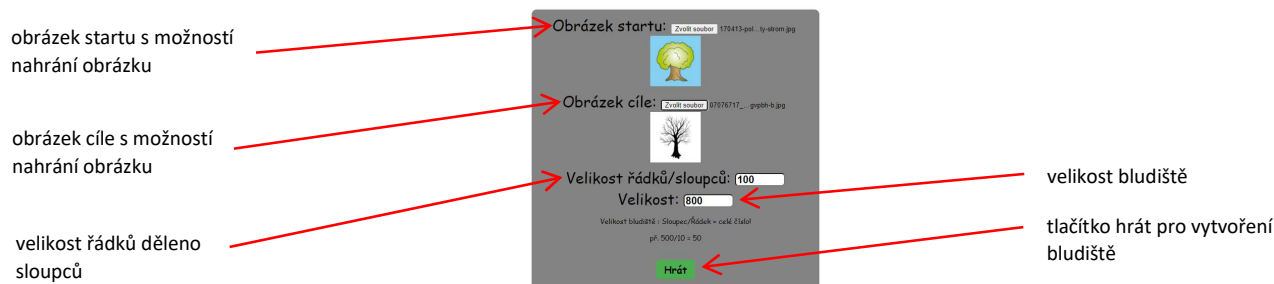 obrázek startu s možností
nahrání obrázku
obrázek cíle s možností
nahrání obrázku
velikost řádků děleno
sloupců
Obrázek startu: Zvolit soubor 170413-pol...ty-strom.jpg
Obrázek cíle: Zvolit soubor 07076717_... gvpbh-b.jpg
Velikost řádků/sloupců: 100
Velikost: 800
Velikost bludiště : Sloupec/Řádek = celé číslo!
př. 500/10 = 50
Hrát
velikost bludiště
tlačítko hrát pro vytvoření
bludiště